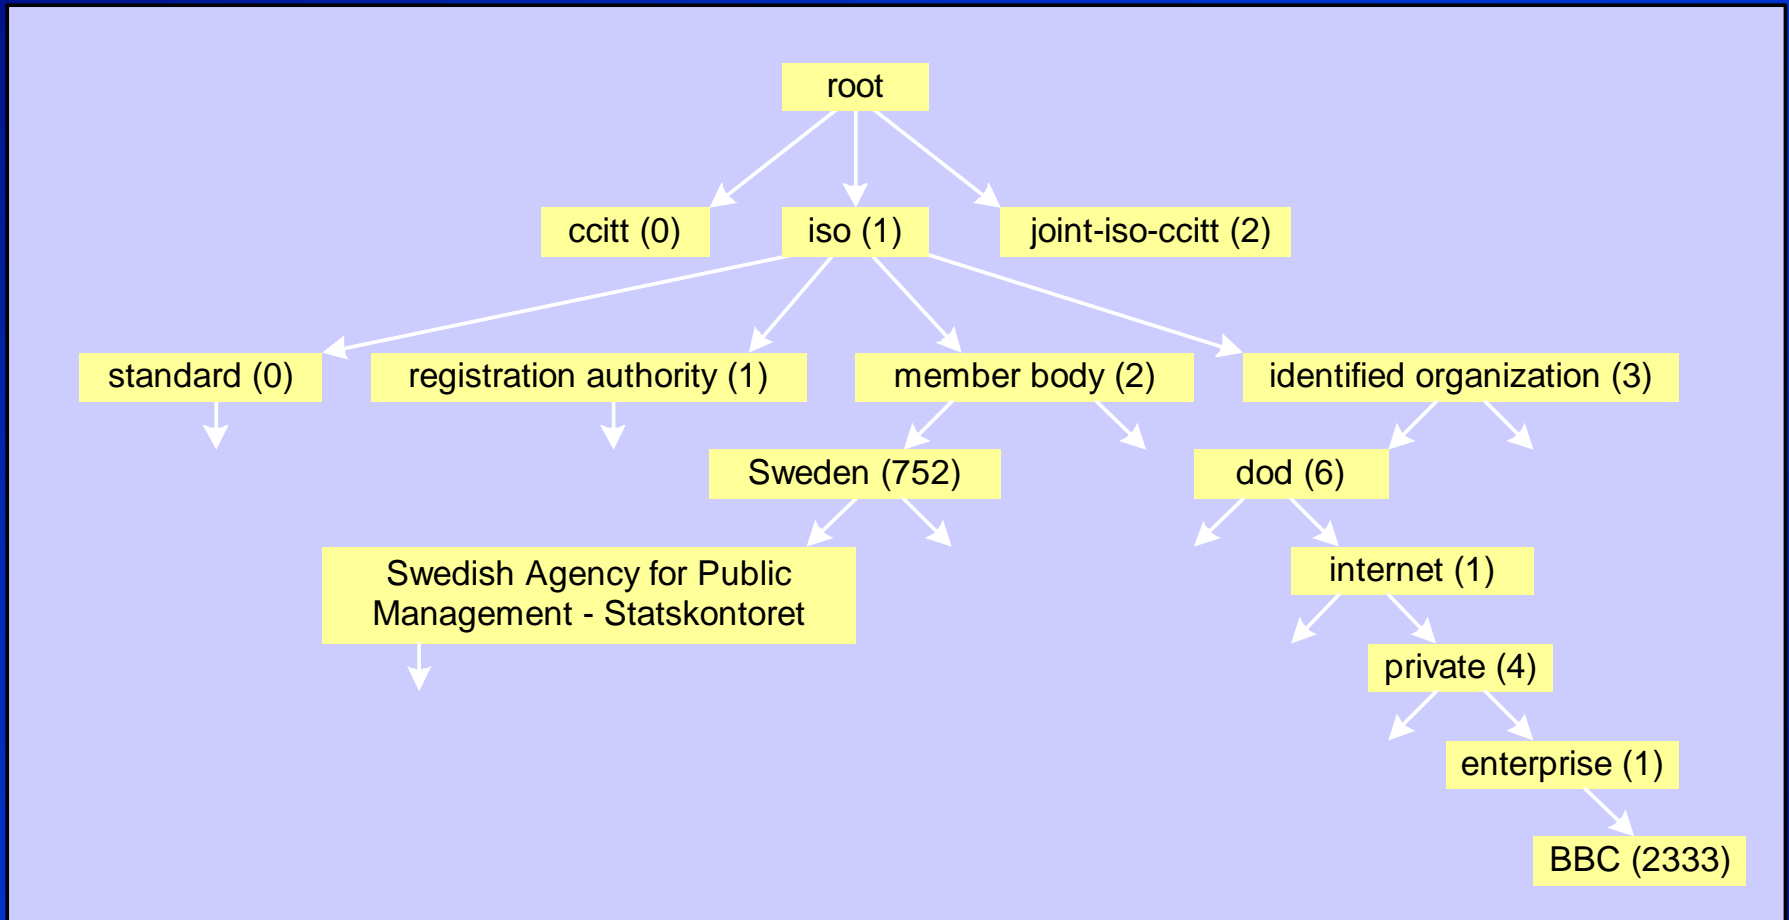 root
ccitt (0)
iso (1)
joint-iso-ccitt (2)
standard (0)
registration authority (1)
member body (2)
identified organization (3)
Sweden (752)
dod (6)
Swedish Agency for Public
Management - Statskontoret
internet (1)
private (4)
enterprise (1)
BBC (2333)